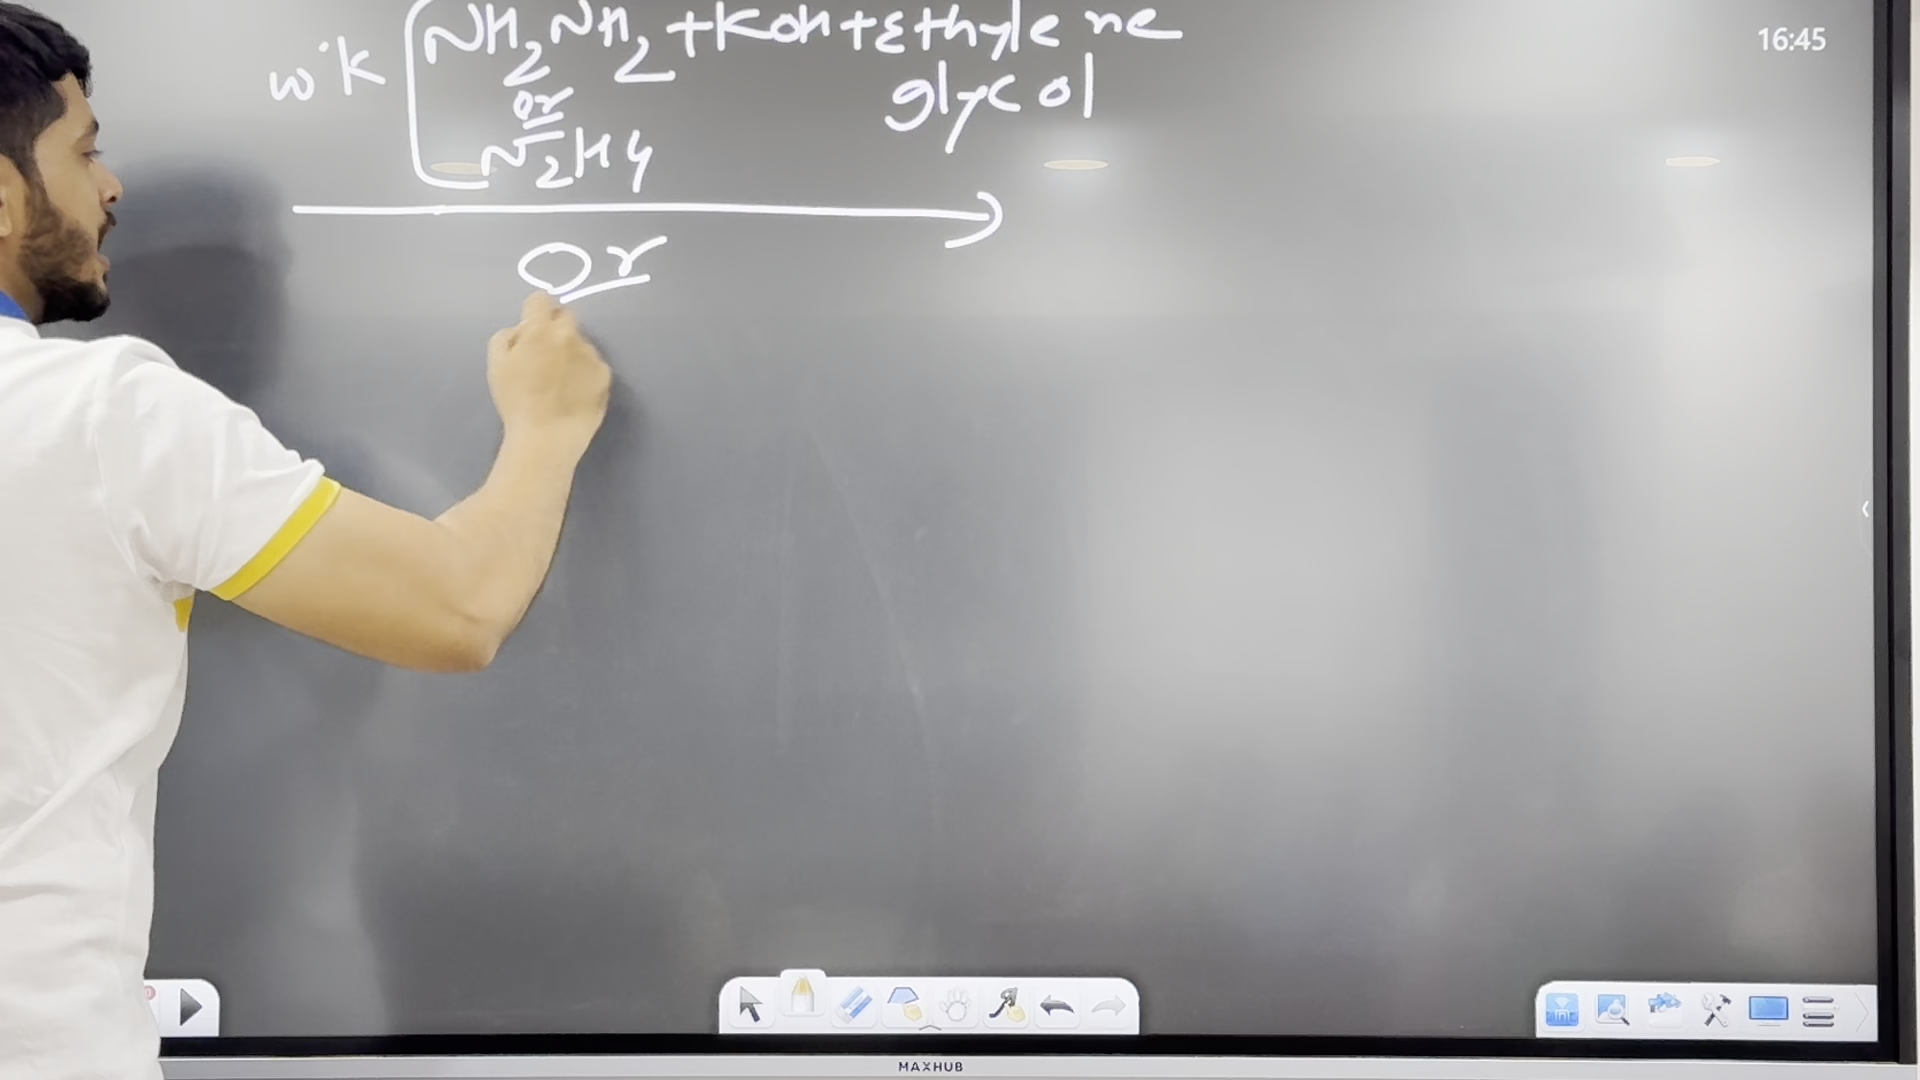 NH2NH2 + KOH + Ethylene
glycol
W.K
or
N2H4
Or
16:45
MAXHUB